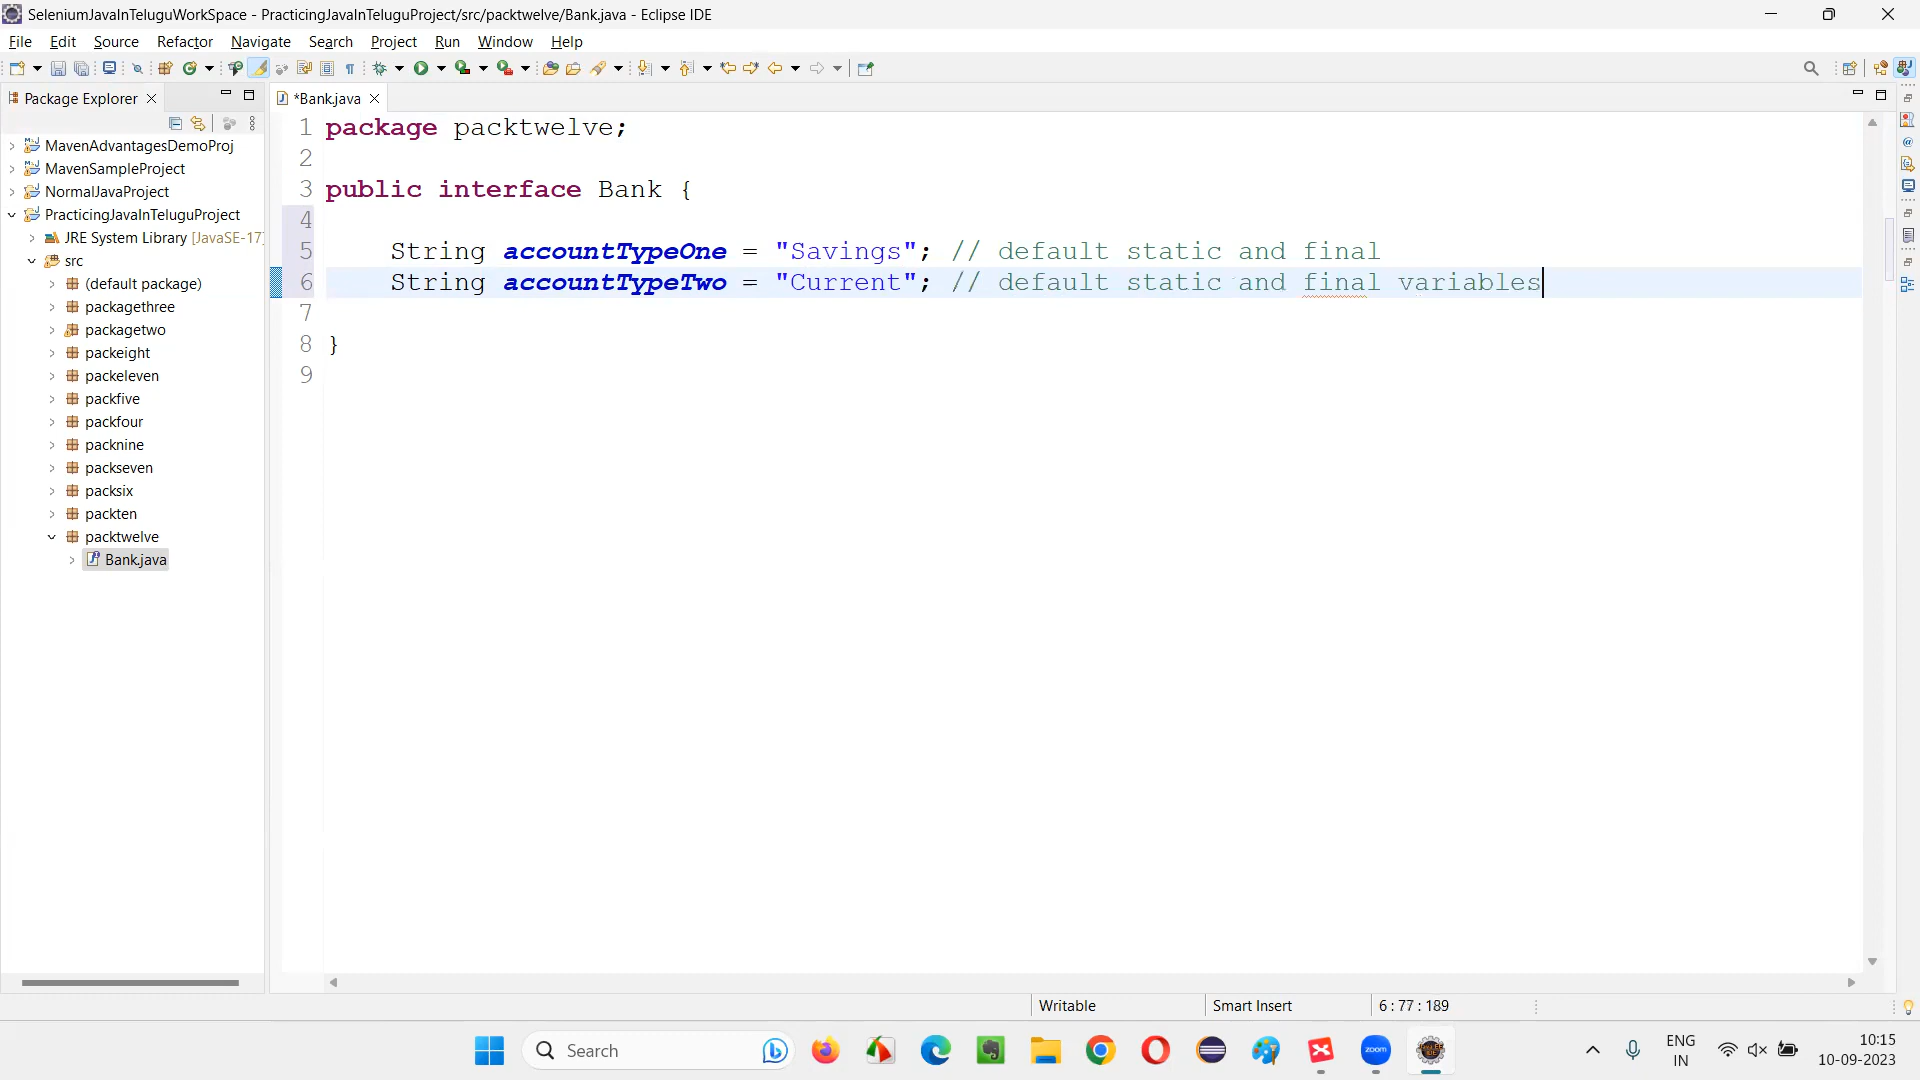 SeleniumJavaInTeluguWorkSpace - PracticingJavaInTeluguProject/src/packtwelve/Bank.java - Eclipse IDE
File Edit Source Refactor Navigate Search Project Run Window Help
Package Explorer
*Bank.java
MavenAdvantagesDemoProj
MavenSampleProject
NormalJavaProject
PracticingJavaInTeluguProject
JRE System Library [JavaSE-17]
src
(default package)
packagethree
packagetwo
packeight
packeleven
packfive
packfour
packnine
packseven
packsix
packten
packtwelve
Bank.java
1 package packtwelve;
2
3 public interface Bank {
4
5 String accountTypeOne = "Savings"; // default static and final
6 String accountTypeTwo = "Current"; // default static and final variables
7
8 }
9
Writable
Smart Insert
6 : 77 : 189
Search
zoom
ENG
IN
10:15
10-09-2023